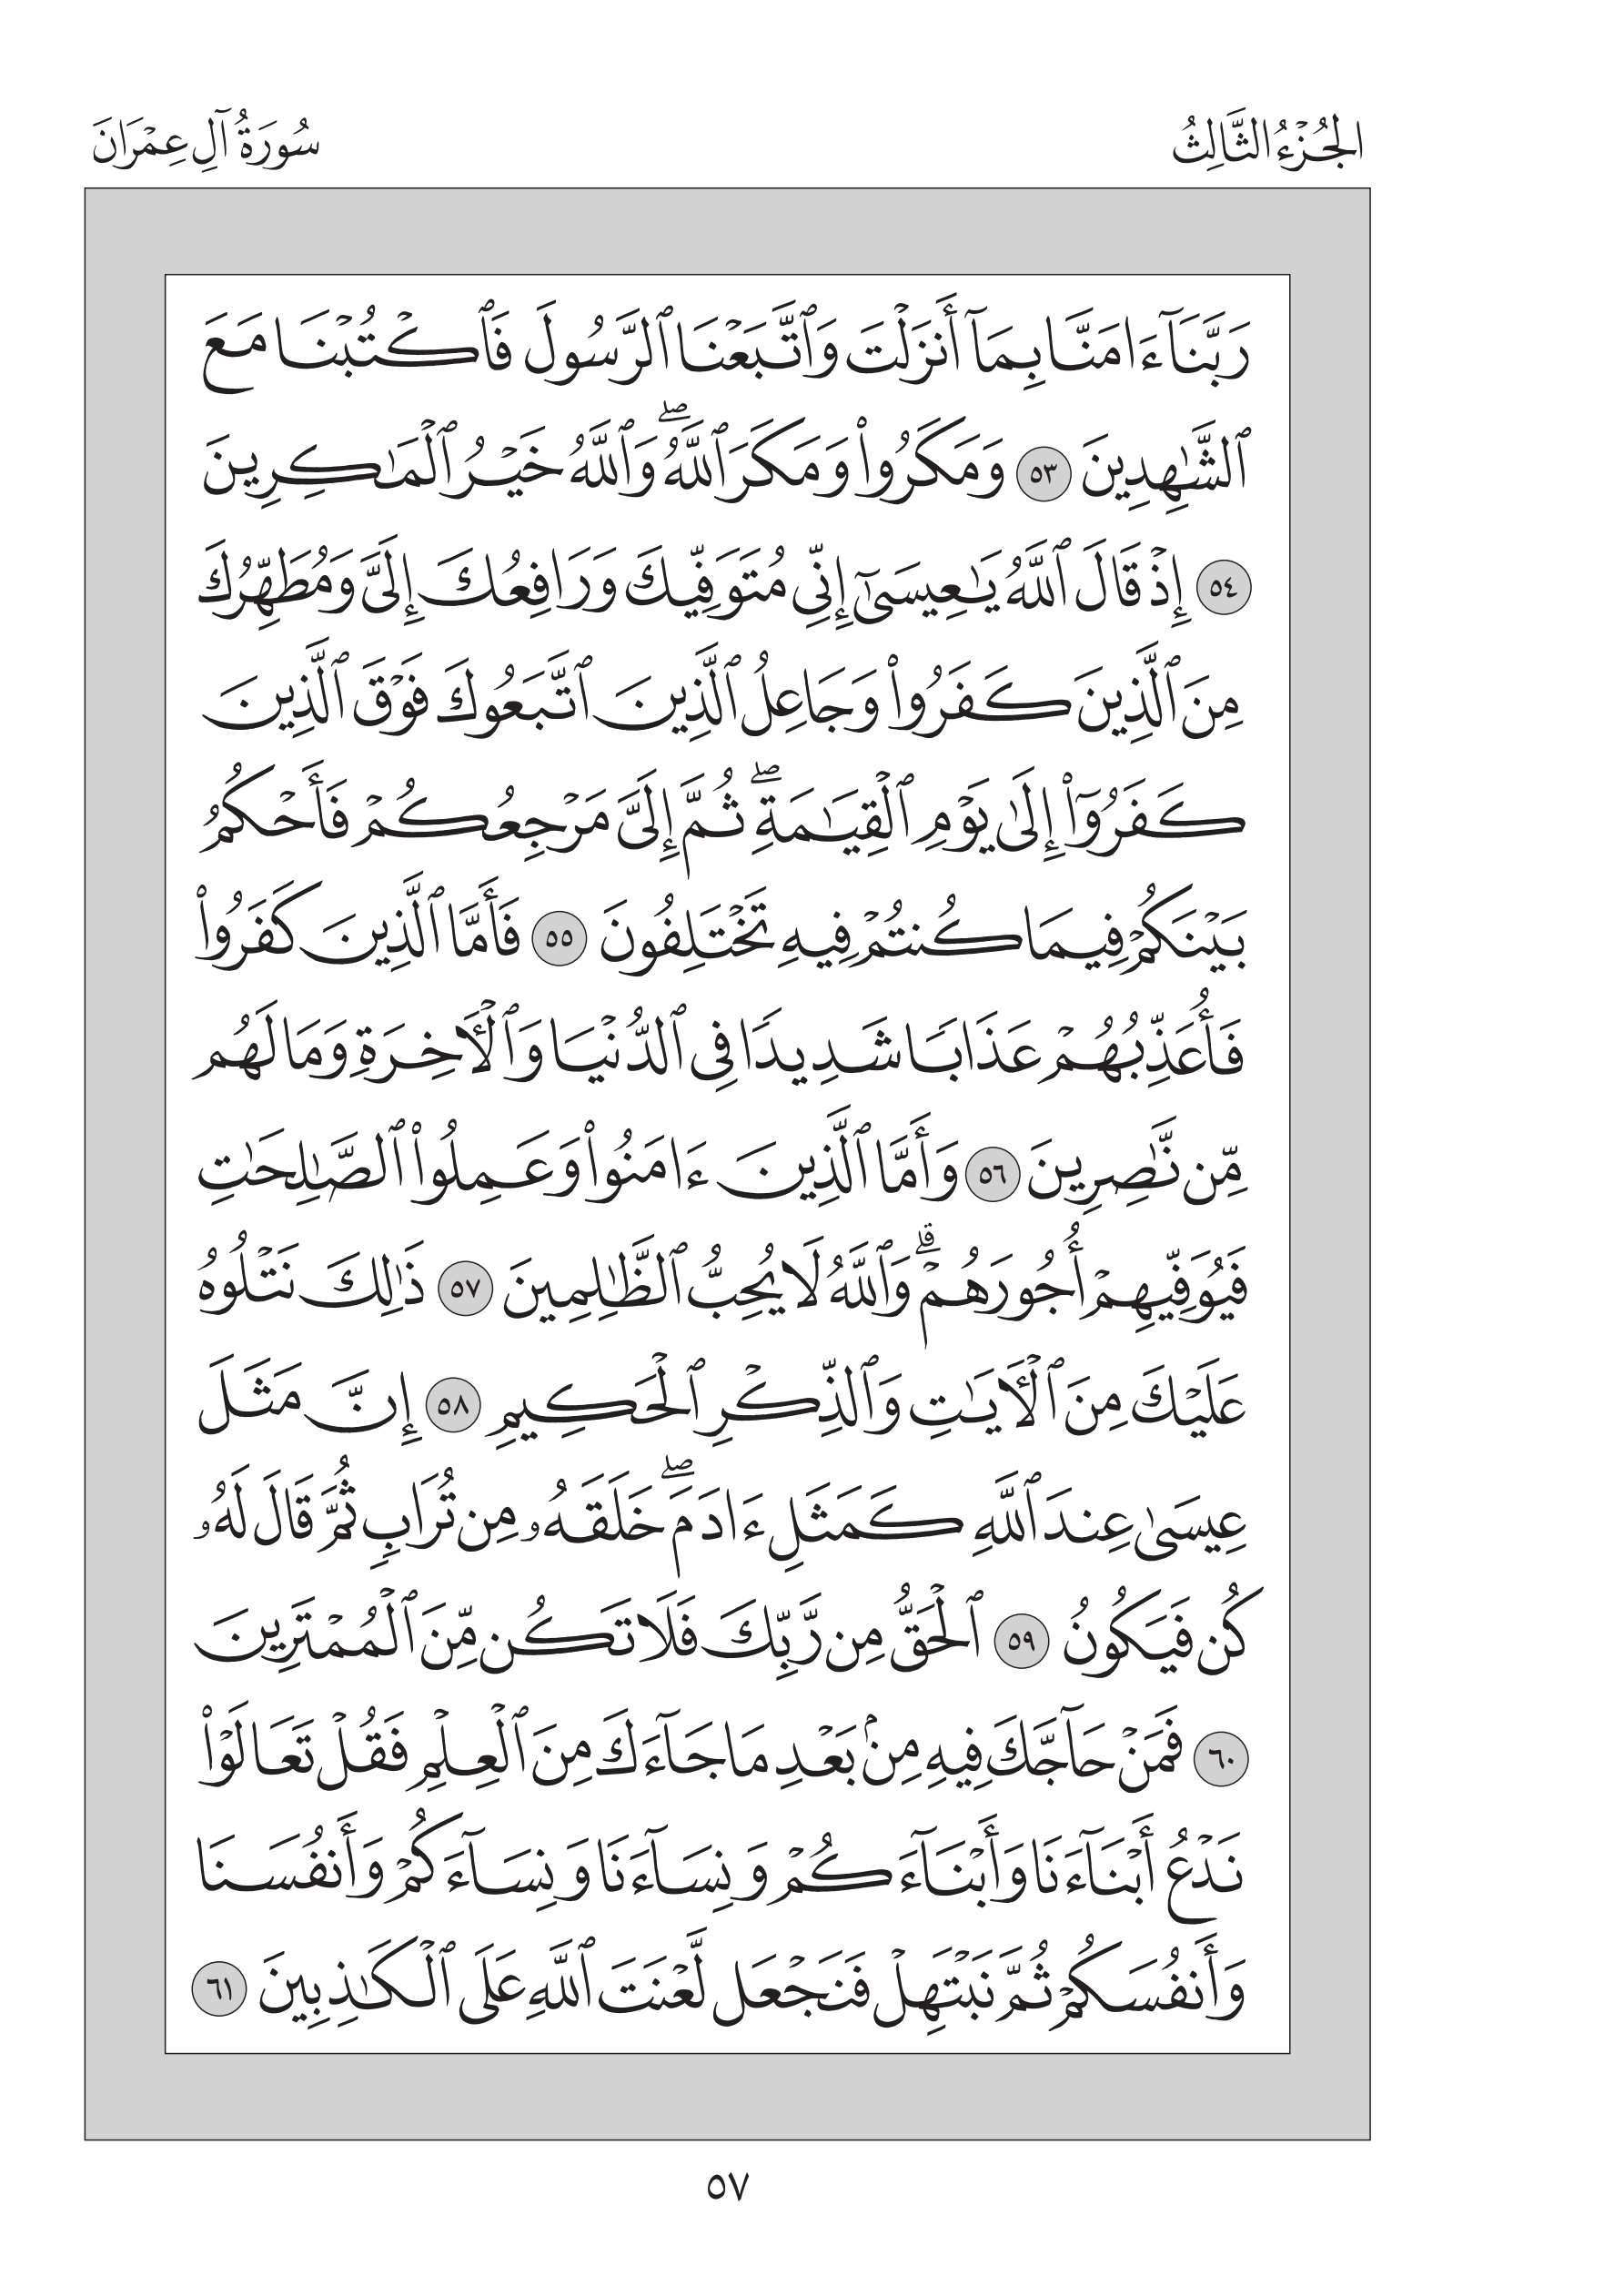 الجُزْءُ الثَّالِثُ
سُورَةُ آلِ عِمْرَانَ
رَبَّنَآ ءَامَنَّا بِمَآ أَنزَلْتَ وَٱتَّبَعْنَا ٱلرَّسُولَ فَٱكْتُبْنَا مَعَ
ٱلشَّٰهِدِينَ ٥٣ وَمَكَرُوا۟ وَمَكَرَ ٱللَّهُ ۖ وَٱللَّهُ خَيْرُ ٱلْمَٰكِرِينَ
٥٤ إِذْ قَالَ ٱللَّهُ يَٰعِيسَىٰٓ إِنِّى مُتَوَفِّيكَ وَرَافِعُكَ إِلَىَّ وَمُطَهِّرُكَ
مِنَ ٱلَّذِينَ كَفَرُوا۟ وَجَاعِلُ ٱلَّذِينَ ٱتَّبَعُوكَ فَوْقَ ٱلَّذِينَ
كَفَرُوٓا۟ إِلَىٰ يَوْمِ ٱلْقِيَٰمَةِ ۖ ثُمَّ إِلَىَّ مَرْجِعُكُمْ فَأَحْكُمُ
بَيْنَكُمْ فِيمَا كُنتُمْ فِيهِ تَخْتَلِفُونَ ٥٥ فَأَمَّا ٱلَّذِينَ كَفَرُوا۟
فَأُعَذِّبُهُمْ عَذَابًا شَدِيدًا فِى ٱلدُّنْيَا وَٱلْأَخِرَةِ وَمَا لَهُم
مِّن نَّٰصِرِينَ ٥٦ وَأَمَّا ٱلَّذِينَ ءَامَنُوا۟ وَعَمِلُوا۟ ٱلصَّٰلِحَٰتِ
فَيُوَفِّيهِمْ أُجُورَهُمْ ۗ وَٱللَّهُ لَا يُحِبُّ ٱلظَّٰلِمِينَ ٥٧ ذَٰلِكَ نَتْلُوهُ
عَلَيْكَ مِنَ ٱلْأَيَٰتِ وَٱلذِّكْرِ ٱلْحَكِيمِ ٥٨ إِنَّ مَثَلَ
عِيسَىٰ عِندَ ٱللَّهِ كَمَثَلِ ءَادَمَ ۖ خَلَقَهُۥ مِن تُرَابٍ ثُمَّ قَالَ لَهُۥ
كُن فَيَكُونُ ٥٩ ٱلْحَقُّ مِن رَّبِّكَ فَلَا تَكُن مِّنَ ٱلْمُمْتَرِينَ
٦٠ فَمَنْ حَآجَّكَ فِيهِ مِنۢ بَعْدِ مَا جَآءَكَ مِنَ ٱلْعِلْمِ فَقُلْ تَعَالَوْا۟
نَدْعُ أَبْنَآءَنَا وَأَبْنَآءَكُمْ وَنِسَآءَنَا وَنِسَآءَكُمْ وَأَنفُسَنَا
وَأَنفُسَكُمْ ثُمَّ نَبْتَهِلْ فَنَجْعَل لَّعْنَتَ ٱللَّهِ عَلَى ٱلْكَٰذِبِينَ ٦١
٥٧